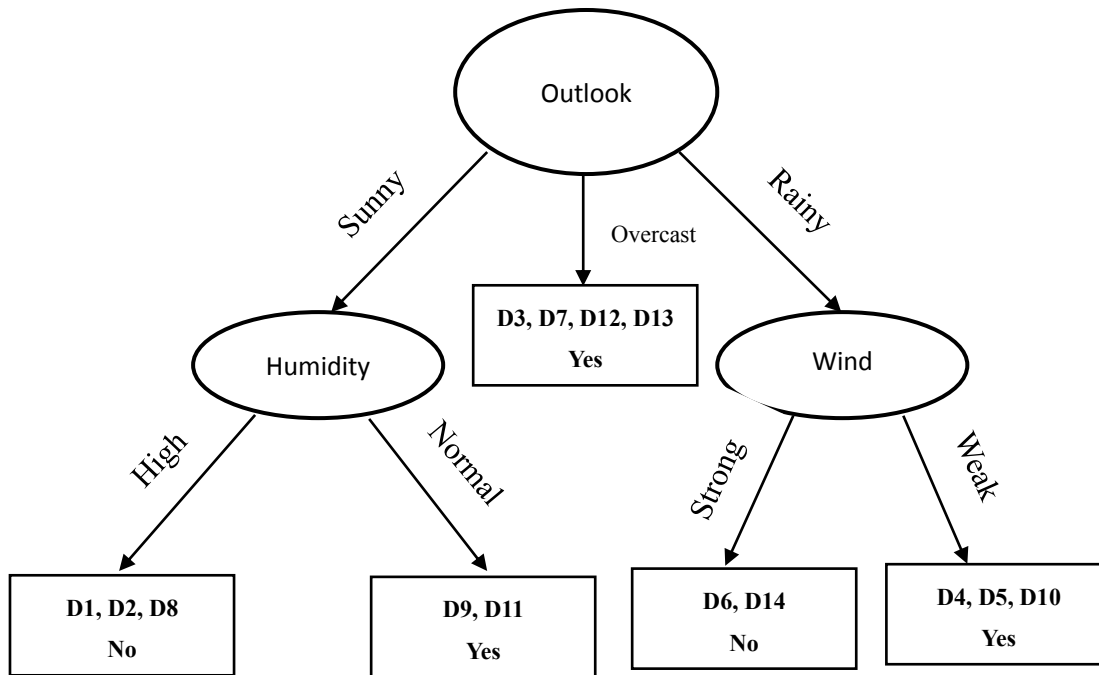 Outlook
Sunny
Overcast
Rainy
D3, D7, D12, D13
Yes
Humidity
Wind
High
Normal
Strong
Weak
D1, D2, D8
No
D9, D11
Yes
D6, D14
No
D4, D5, D10
Yes